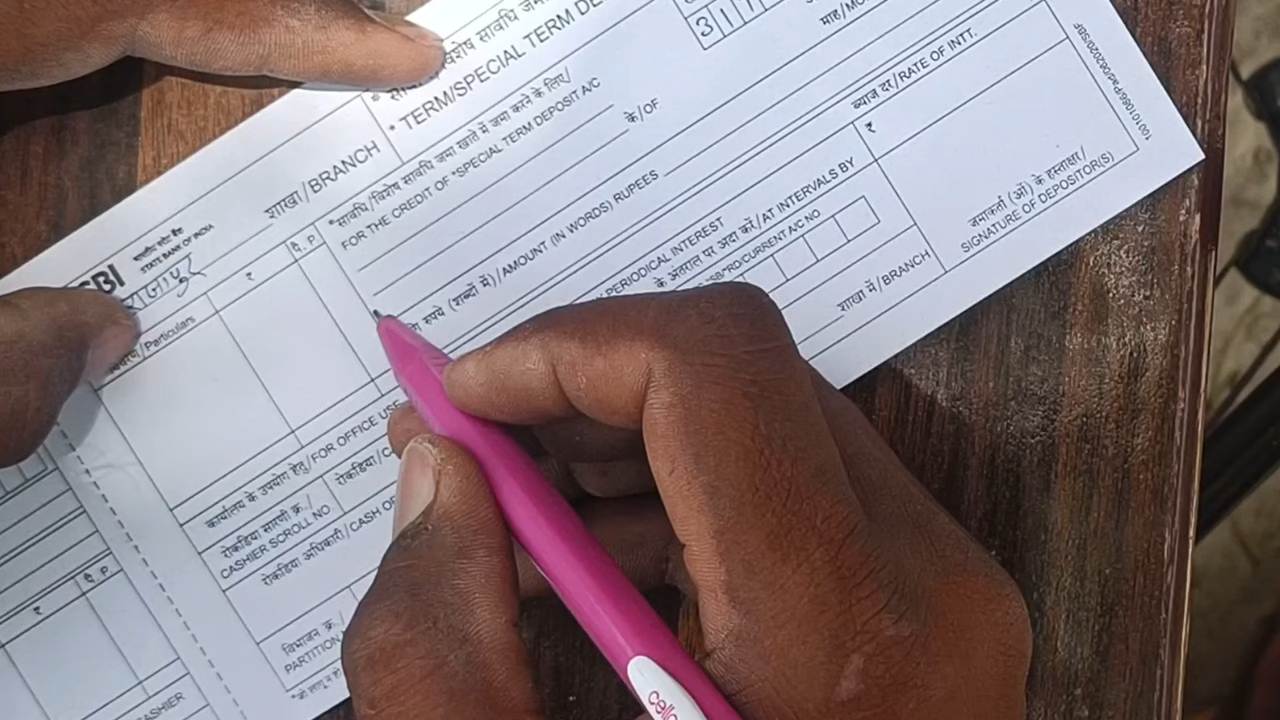 SBI
भारतीय स्टेट बैंक
STATE BANK OF INDIA
शाखा/BRANCH
विशेष सावधि जमा
* TERM/SPECIAL TERM DE
*सावधि/विशेष सावधि जमा खाते में जमा करने के लिए/
FOR THE CREDIT OF *SPECIAL TERM DEPOSIT A/C
के/OF
311
माह/MO
Particulars
₹
पै. P.
रुपये (शब्दों में)/AMOUNT (IN WORDS) RUPEES
ब्याज दर/RATE OF INTT.
₹
PERIODICAL INTEREST
के अंतराल पर अदा करें/AT INTERVALS BY
SB/*RD/CURRENT A/C NO
शाखा में/BRANCH
जमाकर्ता (ओं) के हस्ताक्षर/
SIGNATURE OF DEPOSITOR(S)
कार्यालय के उपयोग हेतु/FOR OFFICE USE
रोकडिया सारणी क्र./
CASHIER SCROLL NO.
रोकडिया/C
रोकडिया अधिकारी/CASH OF
विभाजन क्र./
PARTITION
₹
पै. P.
CASHIER